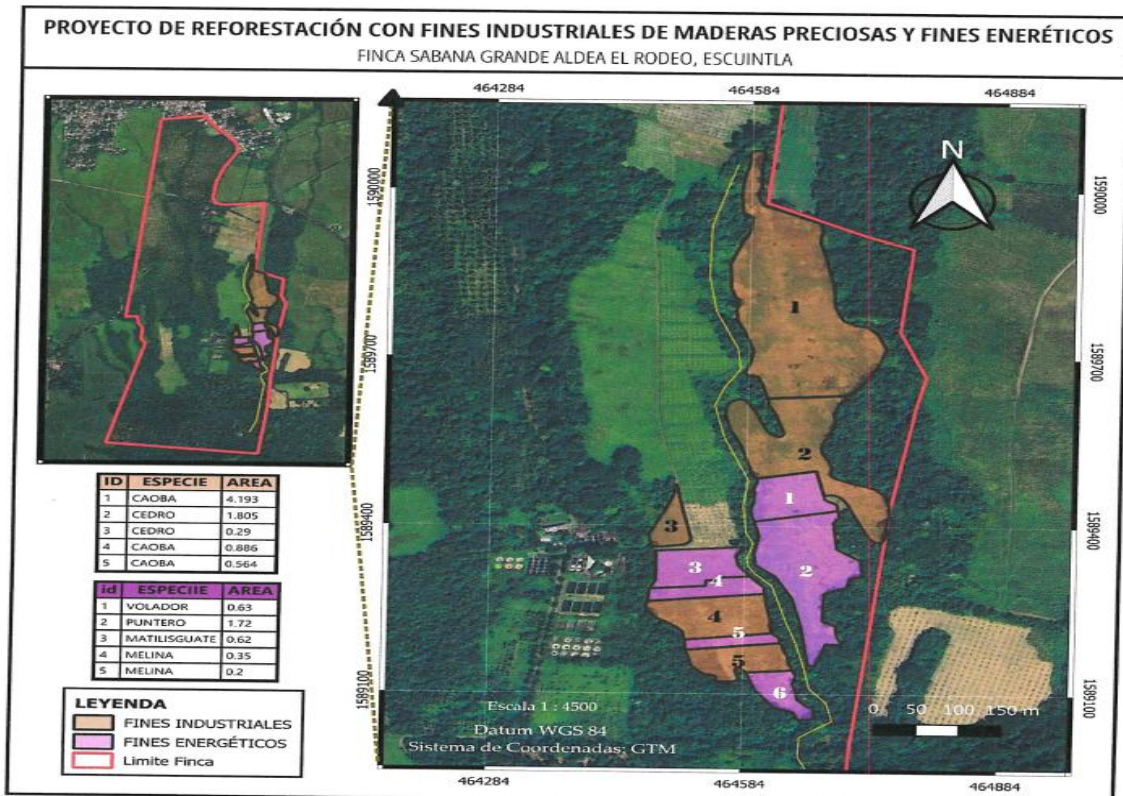 PROYECTO DE REFORESTACIÓN CON FINES INDUSTRIALES DE MADERAS PRECIOSAS Y FINES ENERÉTICOS
FINCA SABANA GRANDE ALDEA EL RODEO, ESCUINTLA
464284 464584 464884
1590000 1590000
1589700 1589700
1589400 1589400
1589100 1589100
N
1
2
1
3
2
3
4
4
5
5
6
ID ESPECIE AREA
1 CAOBA 4.193
2 CEDRO 1.805
3 CEDRO 0.29
4 CAOBA 0.886
5 CAOBA 0.564
id ESPECIIE AREA
1 VOLADOR 0.63
2 PUNTERO 1.72
3 MATILISGUATE 0.62
4 MELINA 0.35
5 MELINA 0.2
LEYENDA
FINES INDUSTRIALES
FINES ENERGÉTICOS
Limite Finca
Escala 1 : 4500
Datum WGS 84
Sistema de Coordenadas: GTM
0 50 100 150 m
464284 464584 464884